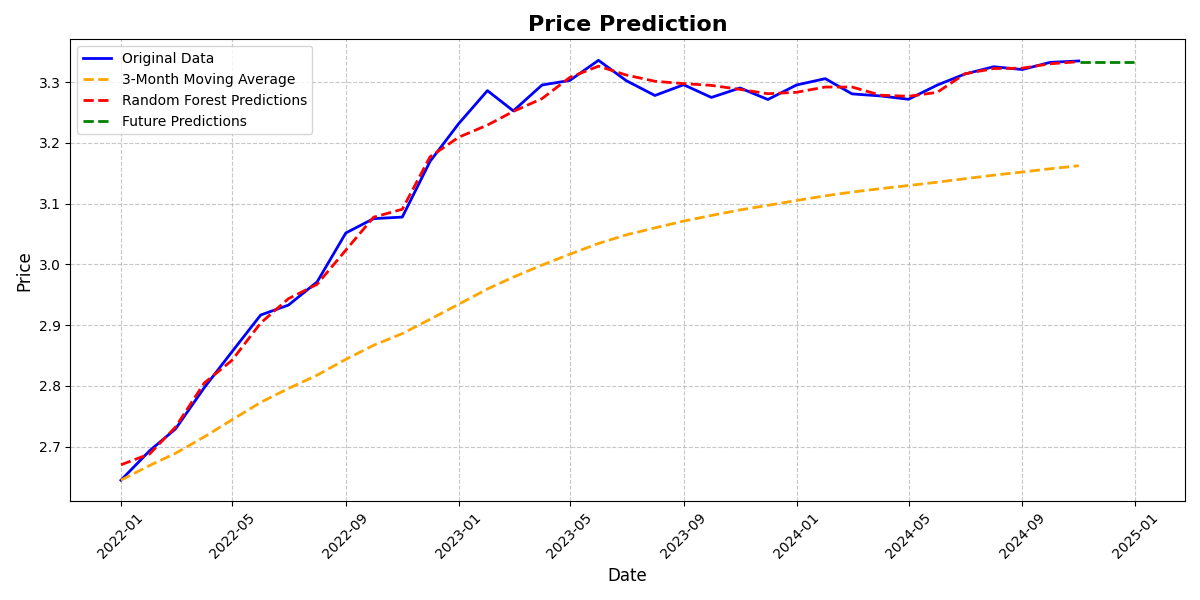 Price Prediction
Original Data
3-Month Moving Average
Random Forest Predictions
Future Predictions
3.3
3.2
3.1
3.0
2.9
2.8
2.7
Price
2022-01
2022-05
2022-09
2023-01
2023-05
2023-09
2024-01
2024-05
2024-09
2025-01
Date